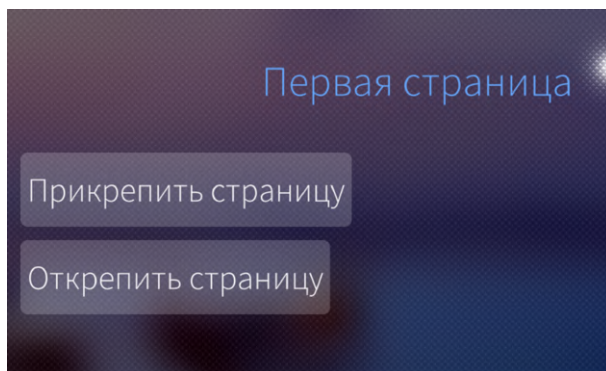 Первая страница
Прикрепить страницу
Открепить страницу